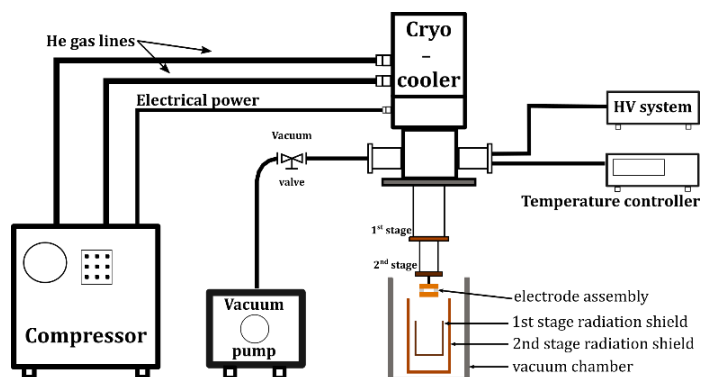 He gas lines
Cryo
–
cooler
Electrical power
HV system
Vacuum
valve
Temperature controller
1st stage
2nd stage
Compressor
Vacuum
pump
electrode assembly
1st stage radiation shield
2nd stage radiation shield
vacuum chamber